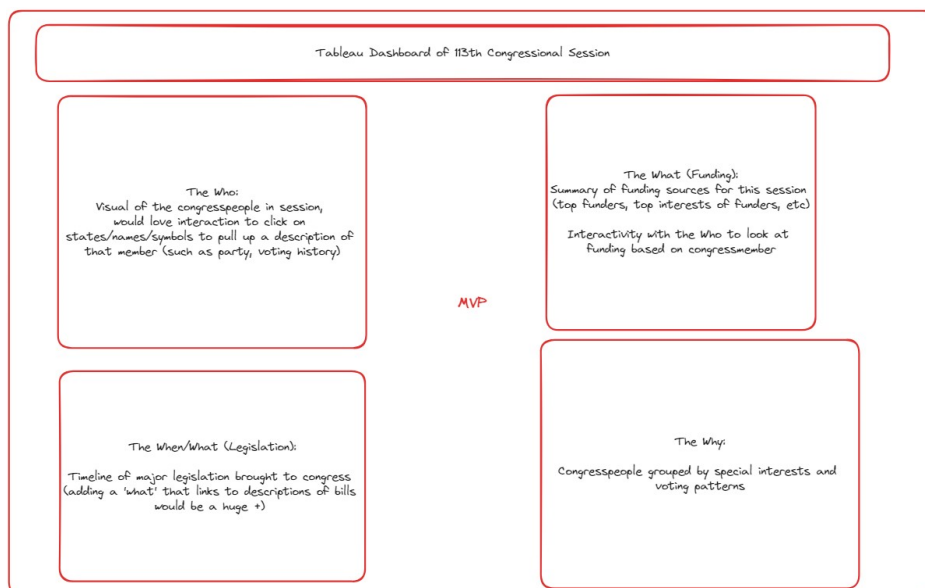 Tableau Dashboard of 113th Congressional Session
The Who:
Visual of the congresspeople in session,
would love interaction to click on
states/names/symbols to pull up a description of
that member (such as party, voting history)
The What (Funding):
Summary of funding sources for this session
(top funders, top interests of funders, etc)
Interactivity with the Who to look at
funding based on congressmember
MVP
The When/What (Legislation):
Timeline of major legislation brought to congress
(adding a 'what' that links to descriptions of bills
would be a huge +)
The Why:
Congresspeople grouped by special interests and
voting patterns